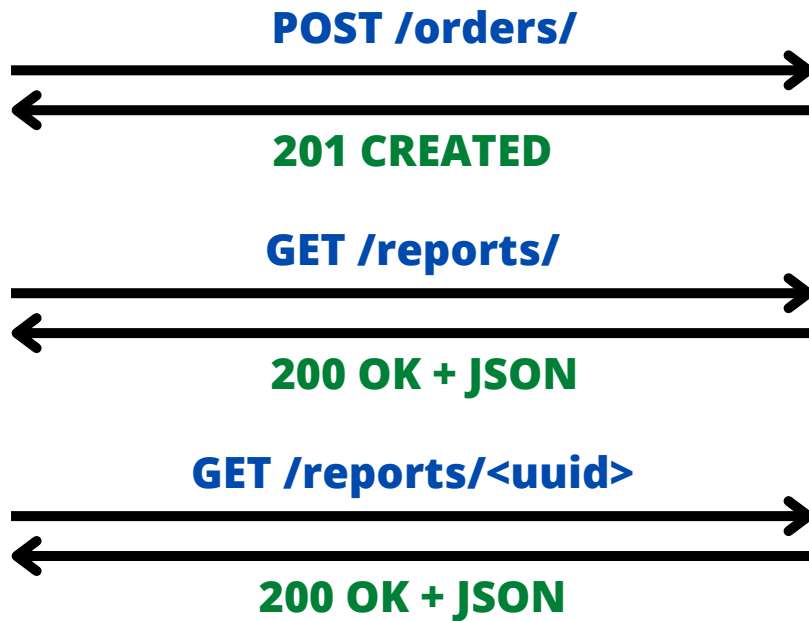 POST /orders/
201 CREATED
GET /reports/
200 OK + JSON
GET /reports/<uuid>
200 OK + JSON